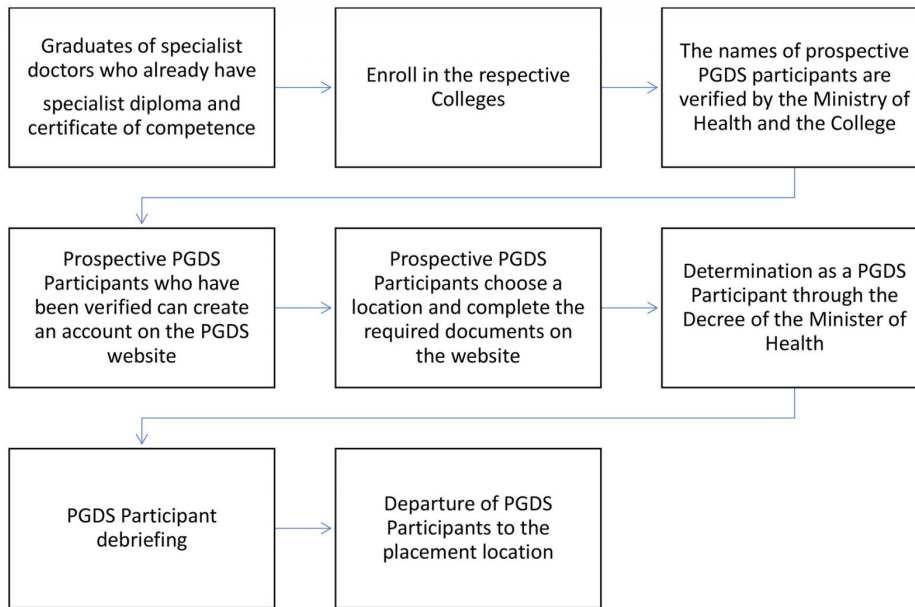 Graduates of specialist
doctors who already have
specialist diploma and
certificate of competence
Enroll in the respective
Colleges
The names of prospective
PGDS participants are
verified by the Ministry of
Health and the College
Prospective PGDS
Participants who have
been verified can create
an account on the PGDS
website
Prospective PGDS
Participants choose a
location and complete the
required documents on
the website
Determination as a PGDS
Participant through the
Decree of the Minister of
Health
PGDS Participant
debriefing
Departure of PGDS
Participants to the
placement location